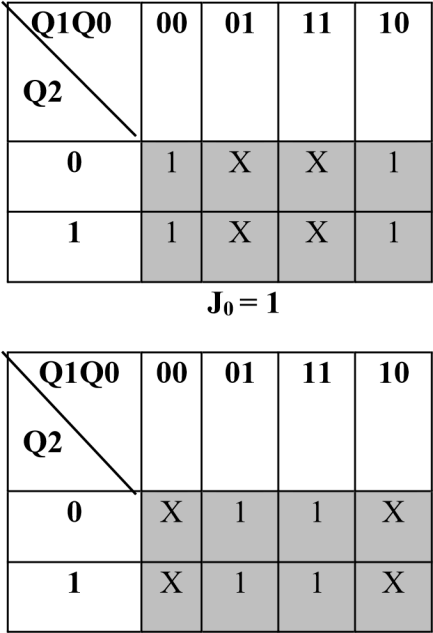 Q1Q0 00 01 11 10
Q2
0 1 X X 1
1 1 X X 1
J₀ = 1
Q1Q0 00 01 11 10
Q2
0 X 1 1 X
1 X 1 1 X